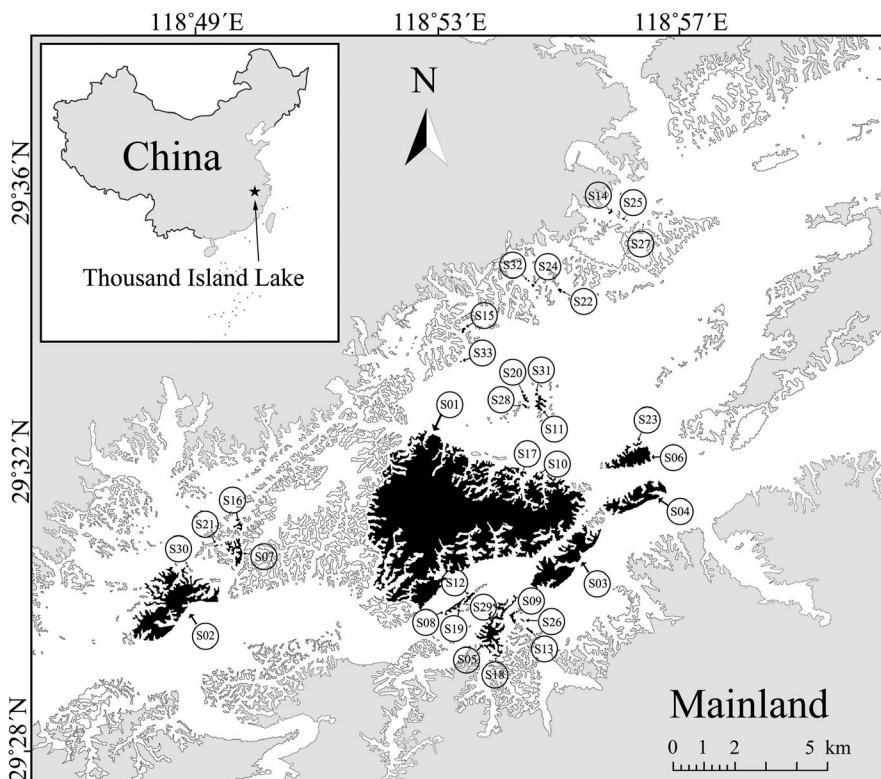 118°49′E
118°53′E
118°57′E
29°36′N
29°32′N
29°28′N
China
Thousand Island Lake
N
S14
S25
S27
S32
S24
S22
S15
S33
S20
S31
S28
S01
S11
S23
S17
S10
S06
S04
S16
S21
S30
S07
S03
S12
S29
S09
S08
S19
S26
S02
S13
S05
S18
Mainland
0 1 2 5 km